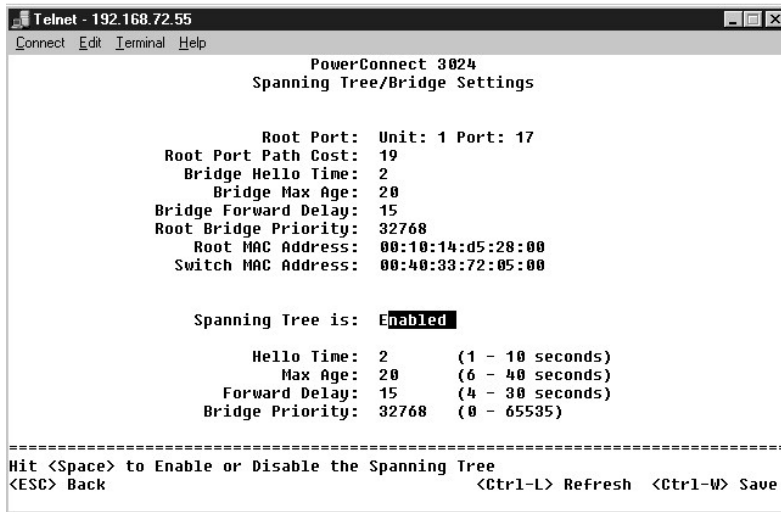 Telnet - 192.168.72.55
Connect Edit Terminal Help
PowerConnect 3024
Spanning Tree/Bridge Settings
Root Port: Unit: 1 Port: 17
Root Port Path Cost: 19
Bridge Hello Time: 2
Bridge Max Age: 20
Bridge Forward Delay: 15
Root Bridge Priority: 32768
Root MAC Address: 00:10:14:d5:28:00
Switch MAC Address: 00:40:33:72:05:00
Spanning Tree is: Enabled
Hello Time: 2 (1 - 10 seconds)
Max Age: 20 (6 - 40 seconds)
Forward Delay: 15 (4 - 30 seconds)
Bridge Priority: 32768 (0 - 65535)
================================================================================
Hit <Space> to Enable or Disable the Spanning Tree
<ESC> Back <Ctrl-L> Refresh <Ctrl-W> Save